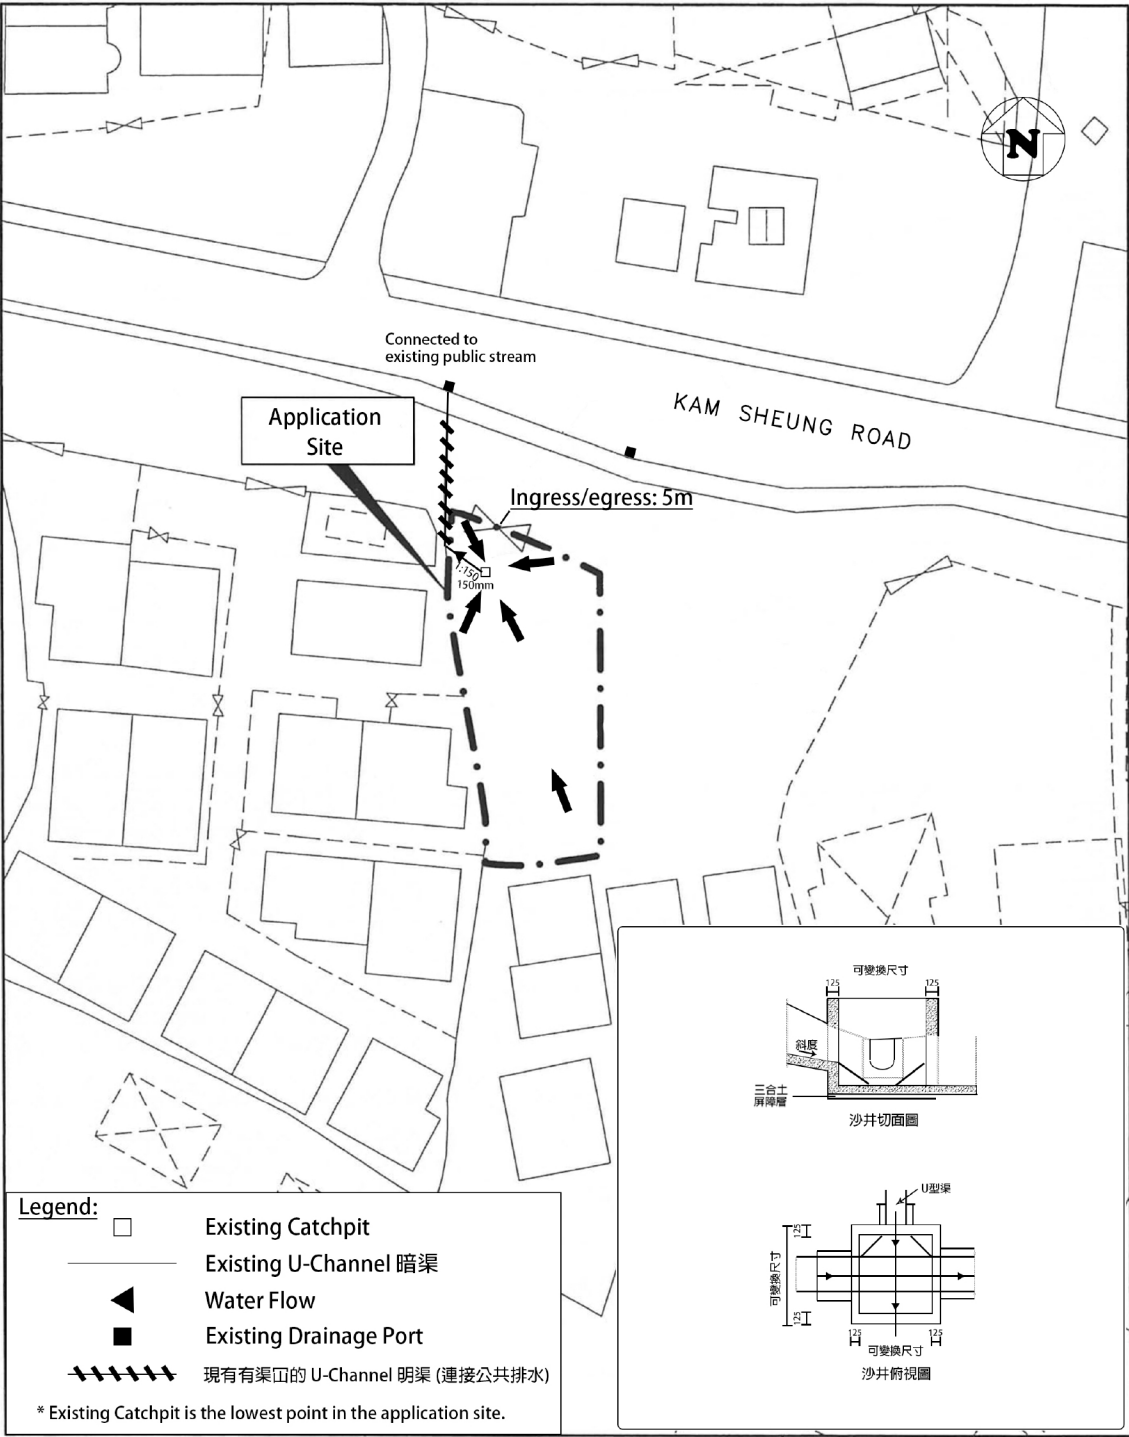 N
Connected to
existing public stream
KAM SHEUNG ROAD
Application
Site
Ingress/egress: 5m
1:150
150mm
可變換尺寸
125
125
斜度
三合土
屏障層
沙井切面圖
U型渠
125
可變換尺寸
125
125
125
可變換尺寸
沙井俯視圖
Legend:
Existing Catchpit
Existing U-Channel 暗渠
Water Flow
Existing Drainage Port
現有有渠冚的 U-Channel 明渠 (連接公共排水)
* Existing Catchpit is the lowest point in the application site.